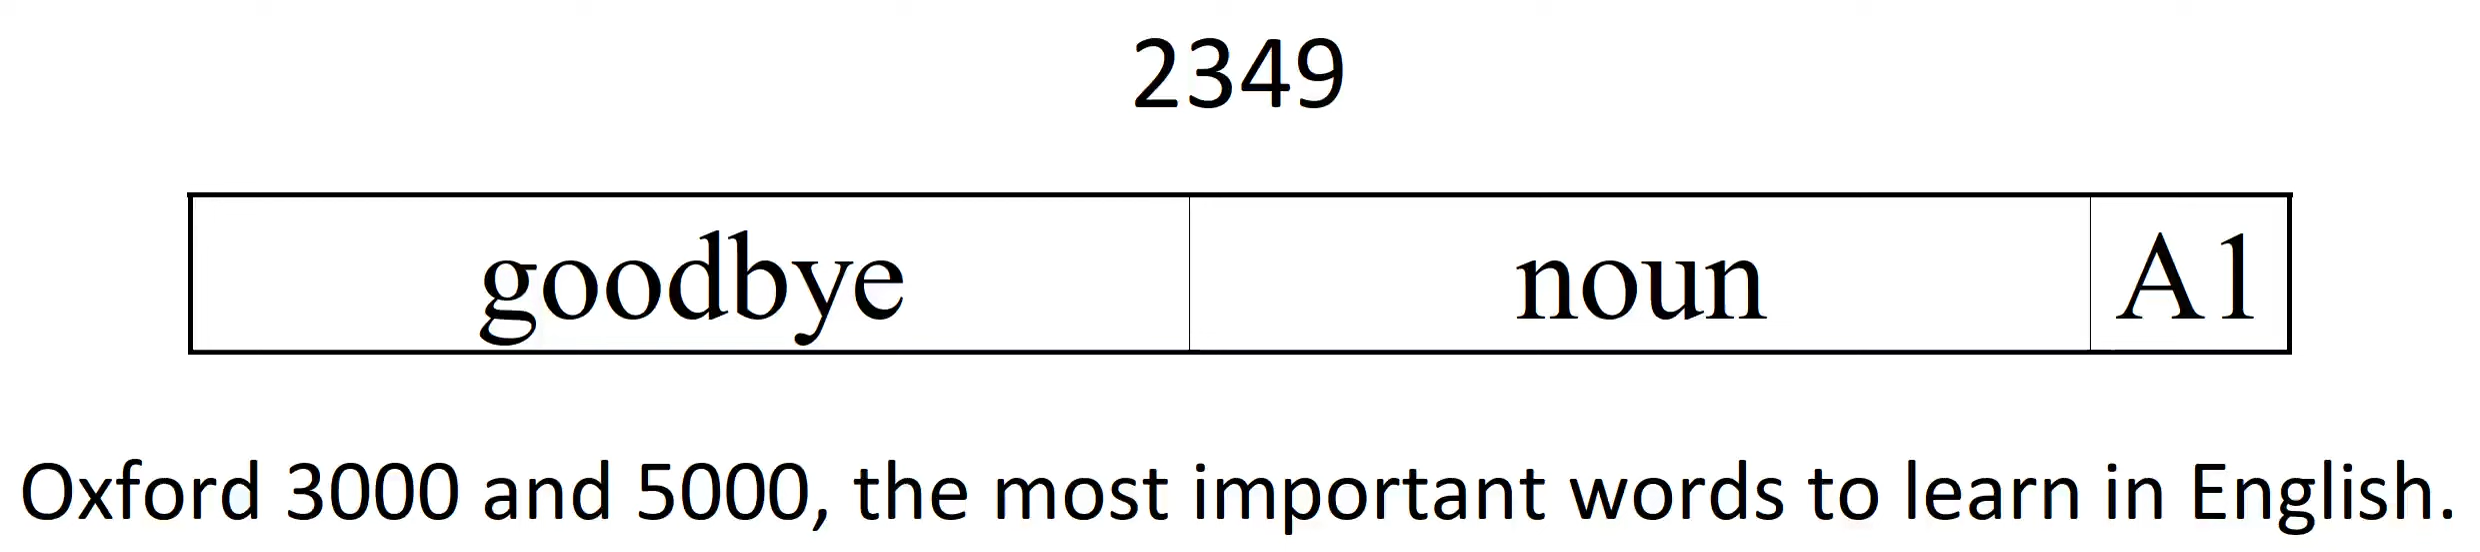 2349
goodbye noun A1
Oxford 3000 and 5000, the most important words to learn in English.